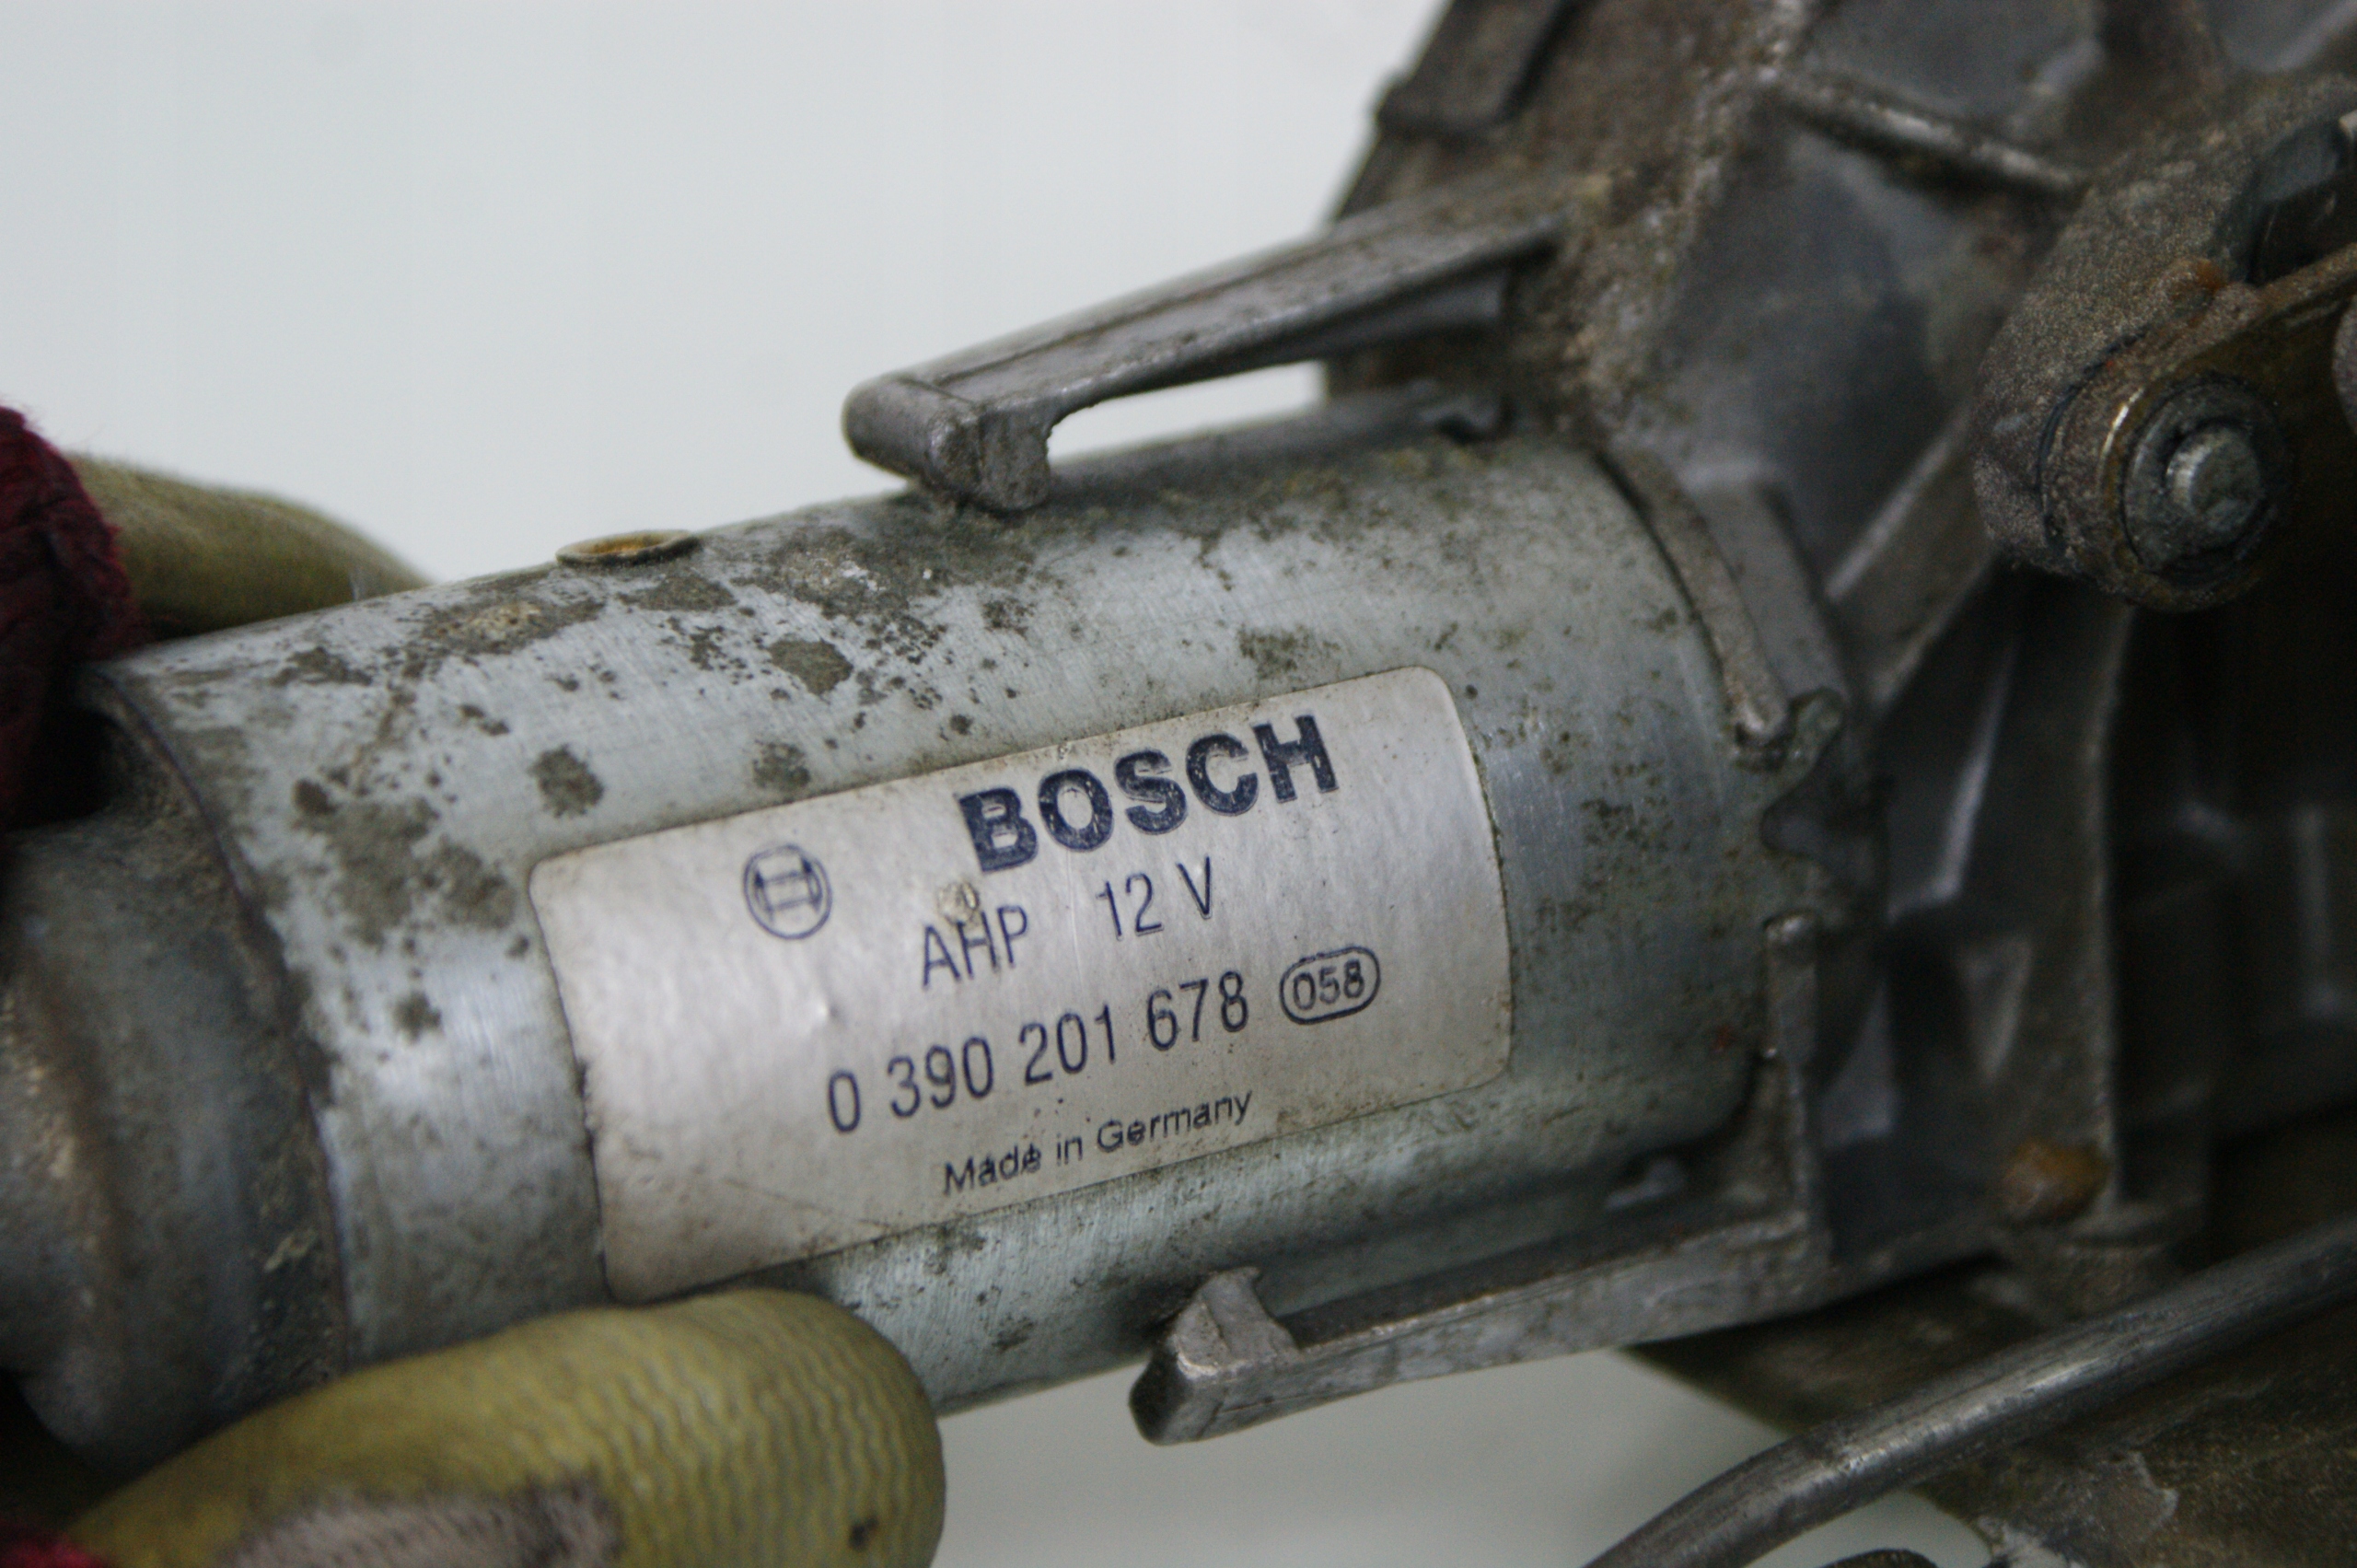 BOSCH
AHP 12 V
0 390 201 678 058
Made in Germany